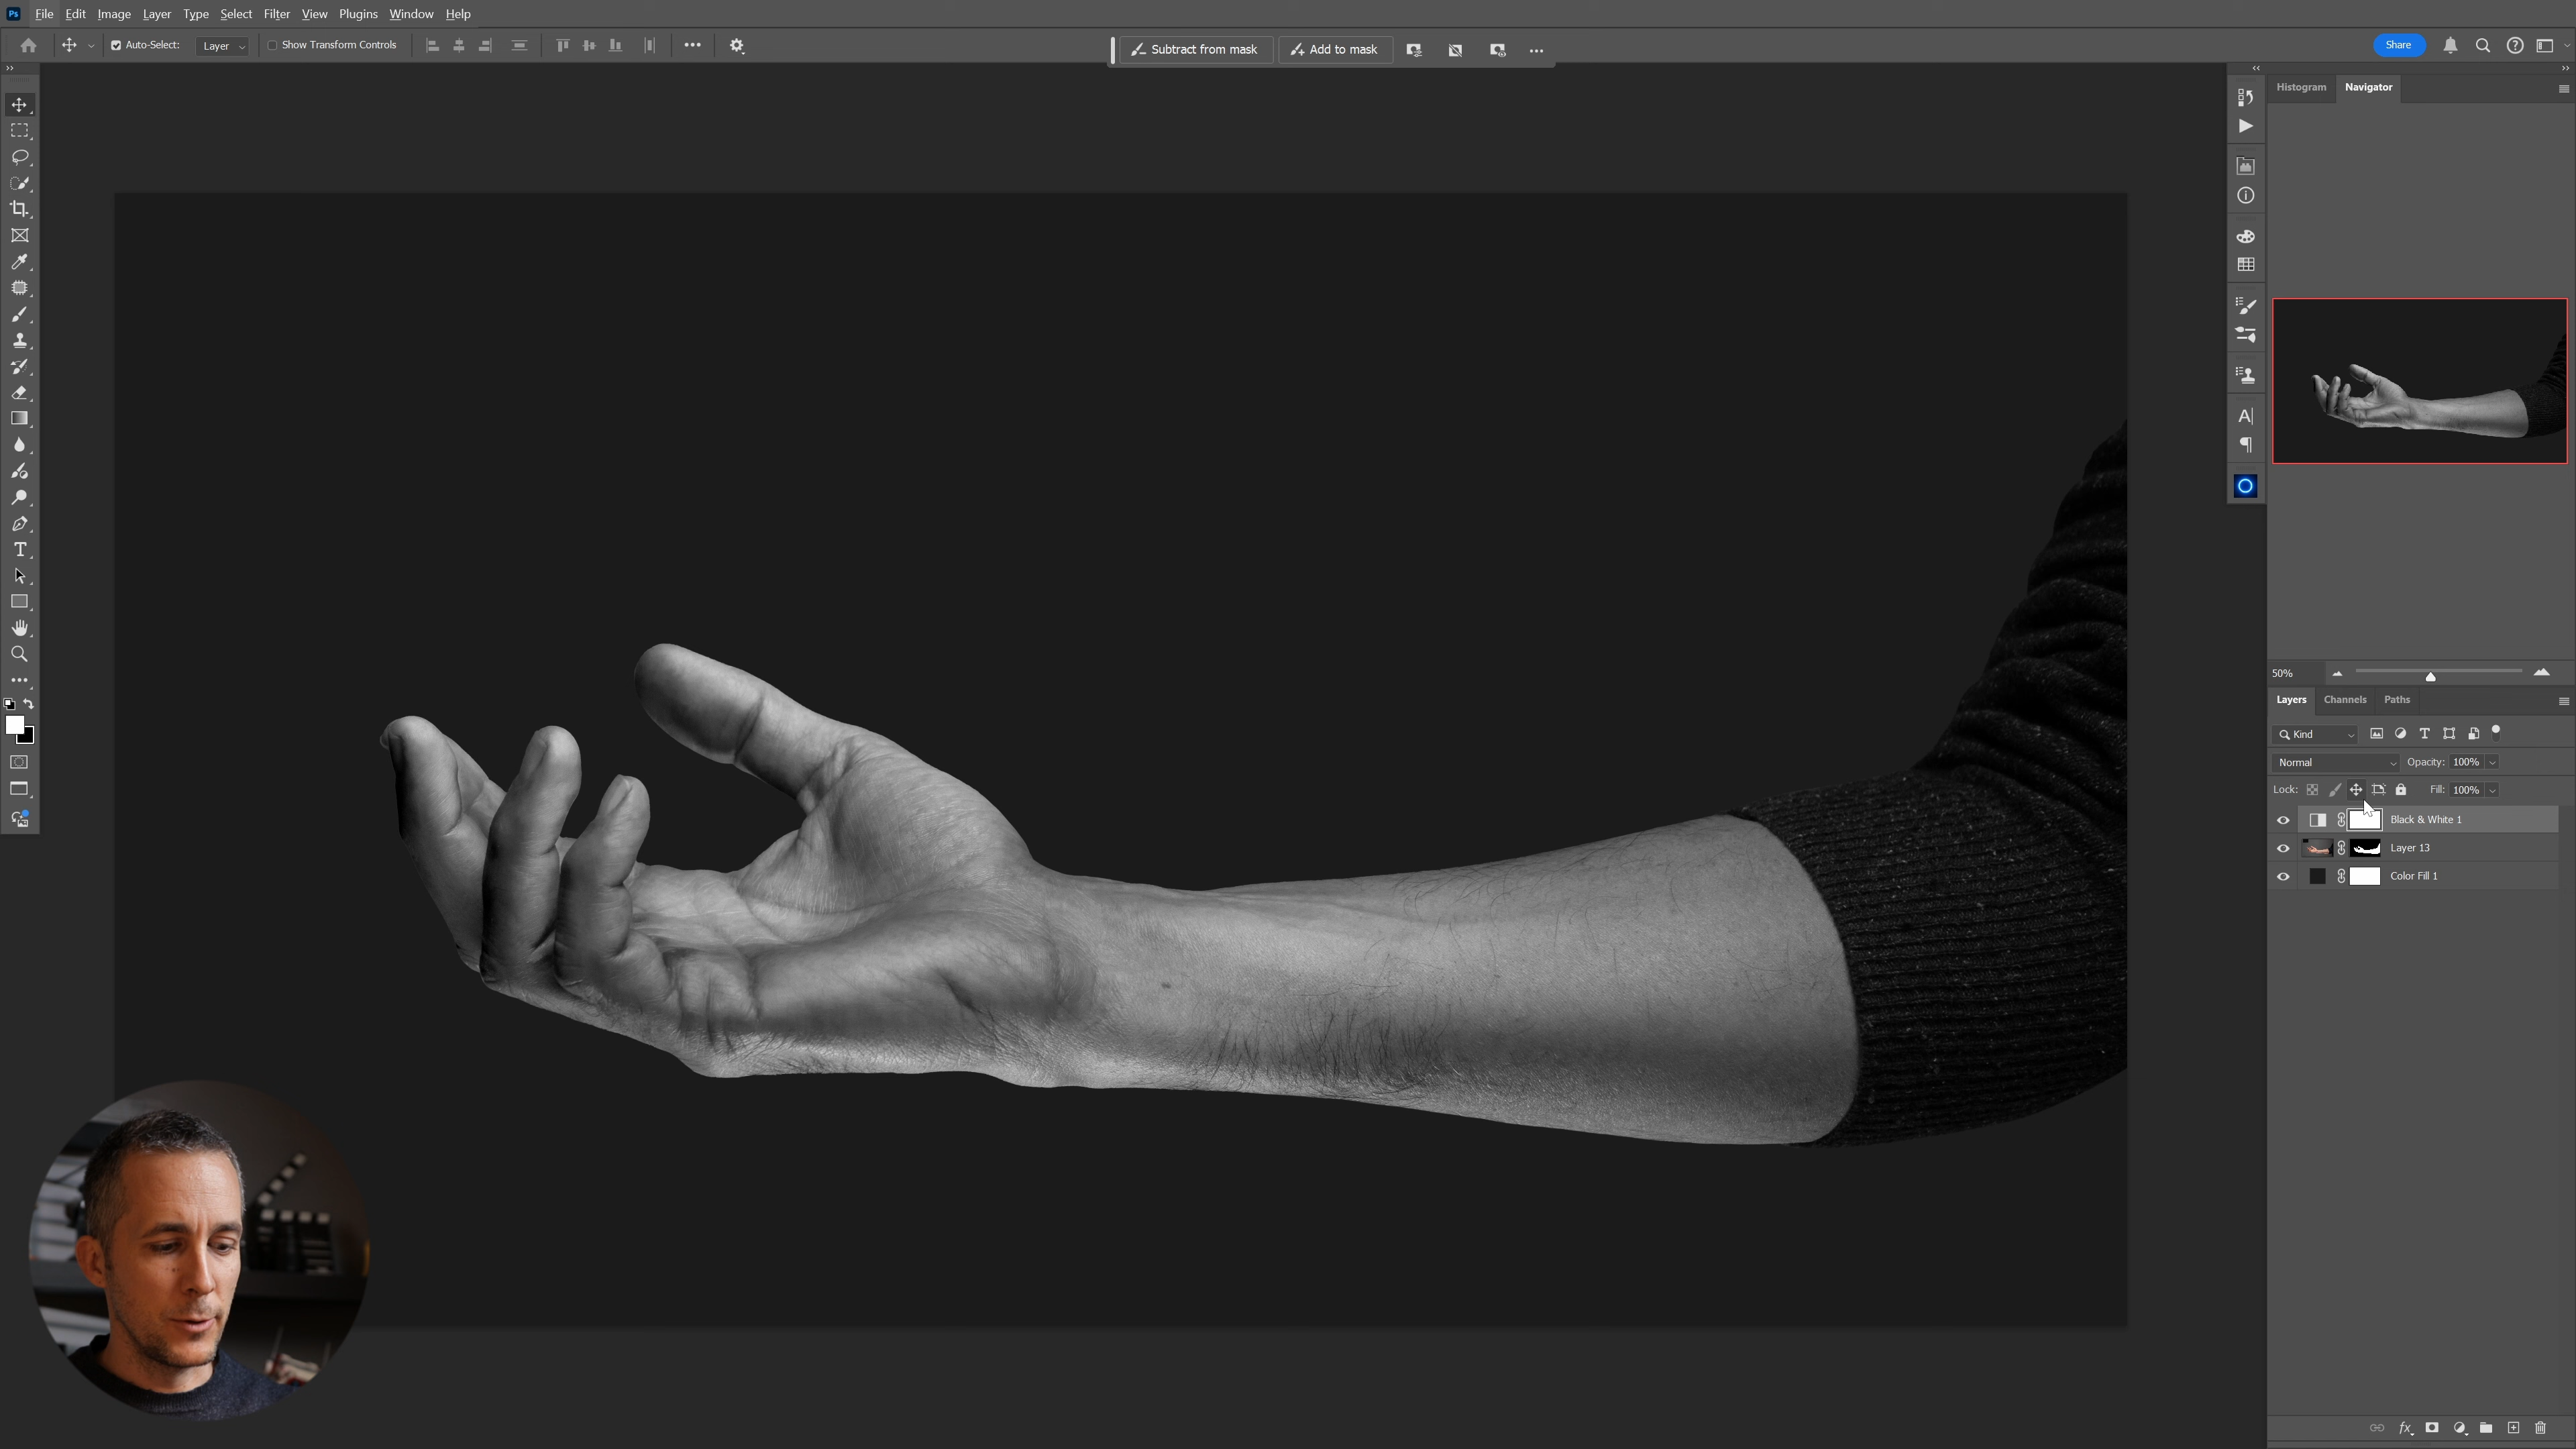 Ps File Edit Image Layer Type Select Filter View Plugins Window Help
Auto-Select: Layer Show Transform Controls
Subtract from mask Add to mask
Share
Histogram Navigator
50%
Layers Channels Paths
Kind
Normal Opacity: 100%
Lock: Fill: 100%
Black & White 1
Layer 13
Color Fill 1